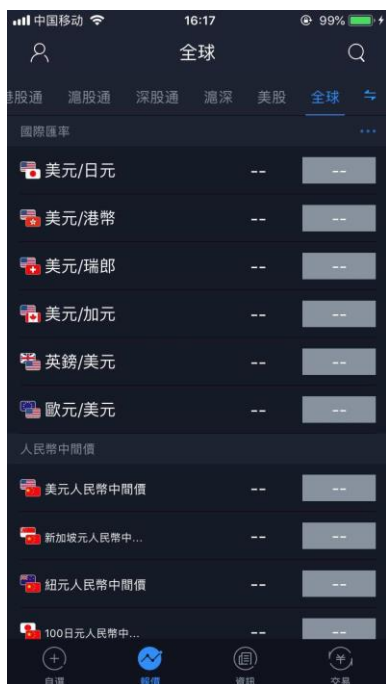 中国移动
16:17
99%
全球
港股通 滬股通 深股通 滬深 美股 全球
國際匯率
美元/日元 -- --
美元/港幣 -- --
美元/瑞郎 -- --
美元/加元 -- --
英鎊/美元 -- --
歐元/美元 -- --
人民幣中間價
美元人民幣中間價 -- --
新加坡元人民幣中... -- --
紐元人民幣中間價 -- --
100日元人民幣中... -- --
自選 報價 資訊 交易